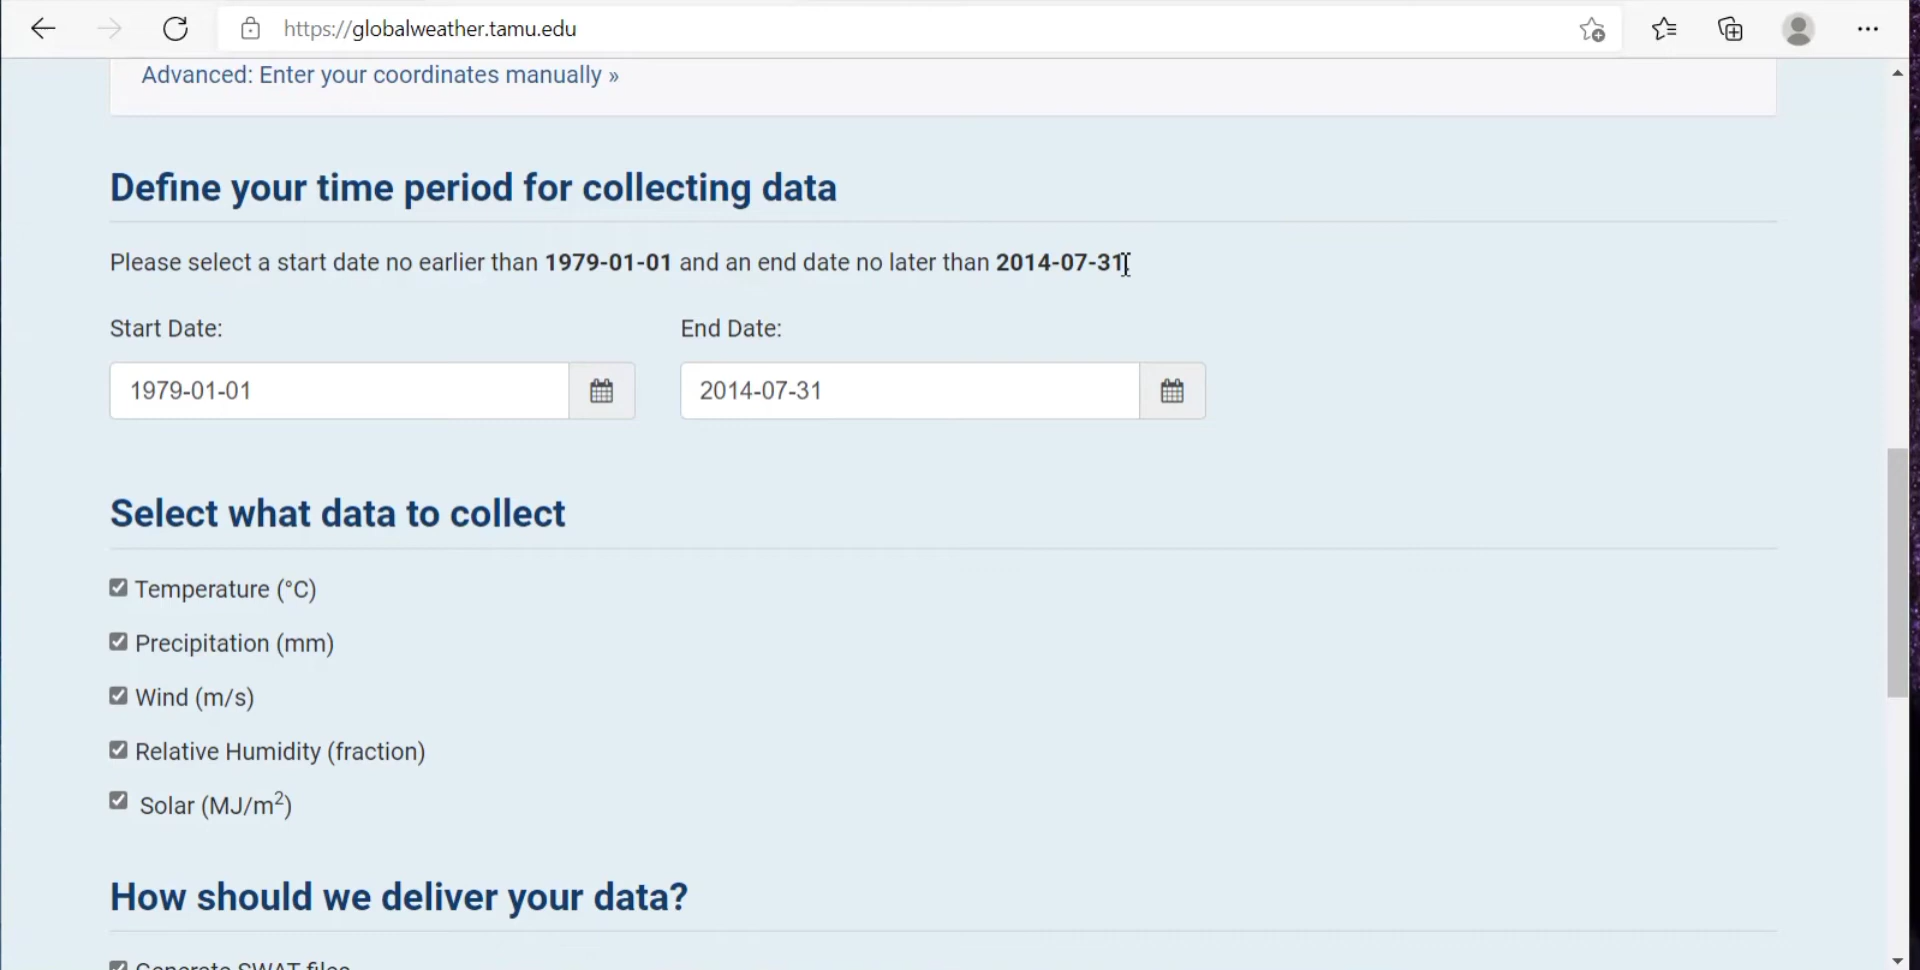 https://globalweather.tamu.edu
Advanced: Enter your coordinates manually »
Define your time period for collecting data
Please select a start date no earlier than 1979-01-01 and an end date no later than 2014-07-31.
Start Date: End Date:
1979-01-01 2014-07-31
Select what data to collect
Temperature (°C)
Precipitation (mm)
Wind (m/s)
Relative Humidity (fraction)
Solar (MJ/m²)
How should we deliver your data?
Generate SWAT files